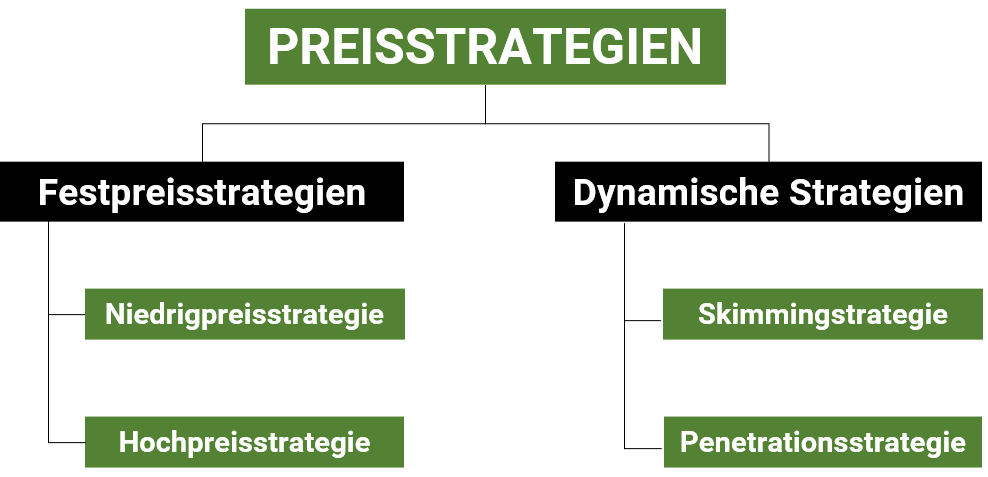 PREISSTRATEGIEN
Festpreisstrategien
Dynamische Strategien
Niedrigpreisstrategie
Skimmingstrategie
Hochpreisstrategie
Penetrationsstrategie